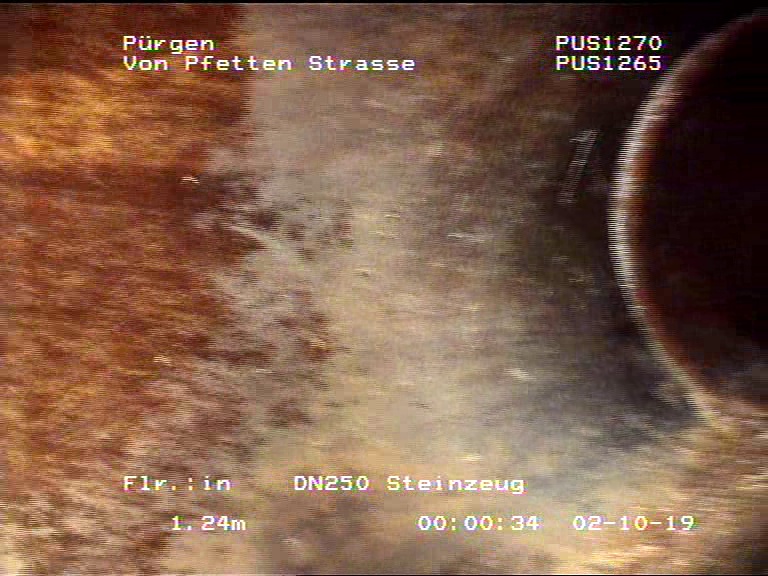 Pürgen PUS1270
Von Pfetten Strasse PUS1265
Flr.:in DN250 Steinzeug
1.24m 00:00:34 02-10-19